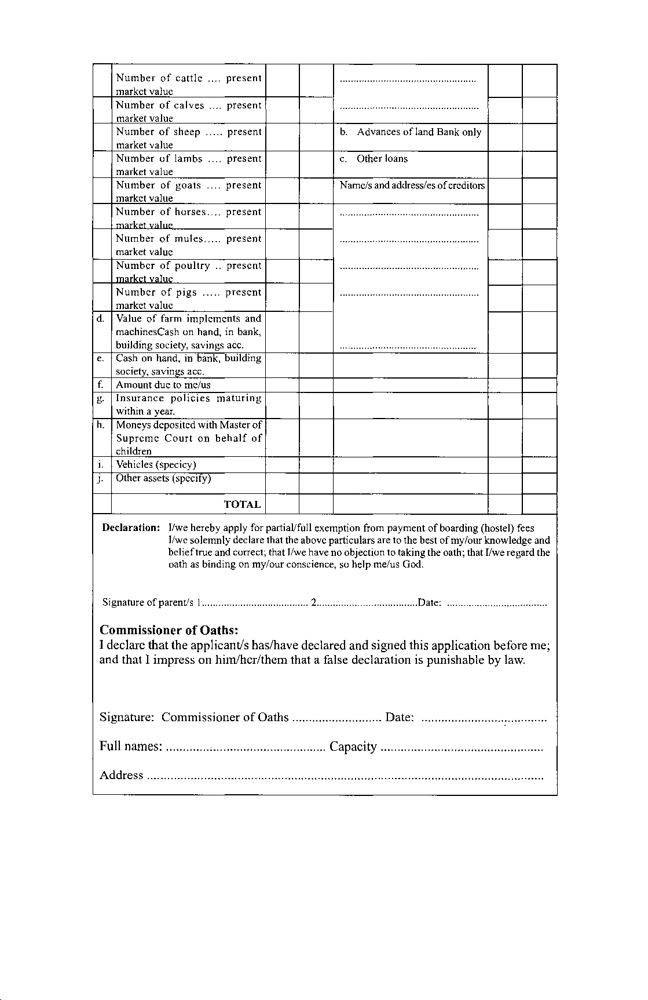 Number of cattle .... present ..................................................
market value
Number of calves .... present ...................................................
market value
Number of sheep ..... present b. Advances of land Bank only
market value
Number of lambs .... present c. Other loans
market value
Number of goats .... present Name/s and address/es of creditors
market value
Number of horses.... present ...................................................
market value
Number of mules..... present ...................................................
market value
Number of poultry .. present ...................................................
market value
Number of pigs ..... present ...................................................
market value
d. Value of farm implements and
machinesCash on hand, in bank,
building society, savings acc. ..................................................
e. Cash on hand, in bank, building
society, savings acc.
f. Amount due to me/us
g. Insurance policies maturing
within a year.
h. Moneys deposited with Master of
Supreme Court on behalf of
children
i. Vehicles (specicy)
j. Other assets (specify)
TOTAL
Declaration: I/we hereby apply for partial/full exemption from payment of boarding (hostel) fees
I/we solemnly declare that the above particulars are to the best of my/our knowledge and
belief true and correct; that I/we have no objection to taking the oath; that I/we regard the
oath as binding on my/our conscience, so help me/us God.
Signature of parent/s 1....................................... 2.....................................Date: .....................................
Commissioner of Oaths:
I declare that the applicant/s has/have declared and signed this application before me;
and that I impress on him/her/them that a false declaration is punishable by law.
Signature: Commissioner of Oaths ........................... Date: ......................................
Full names: ................................................ Capacity .................................................
Address ........................................................................................................................